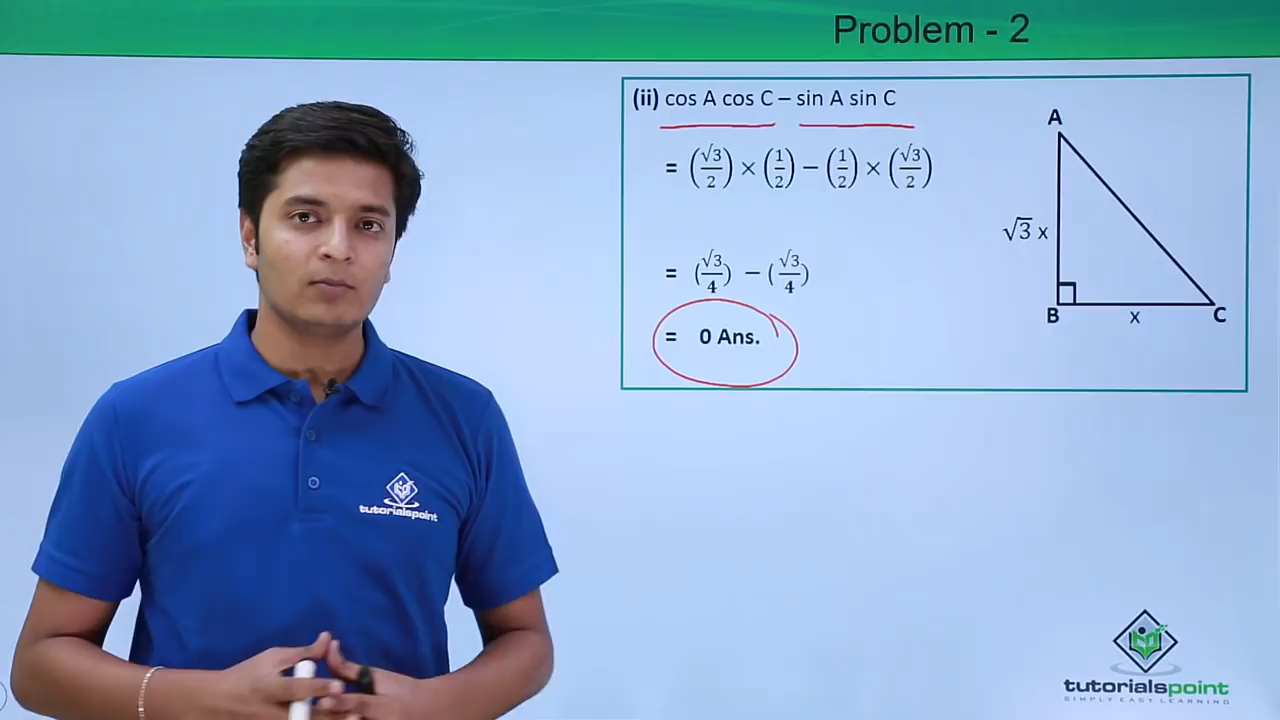 Problem - 2
(ii) cos A cos C – sin A sin C
= (√3/2) × (1/2) − (1/2) × (√3/2)
= (√3/4) − (√3/4)
= 0 Ans.
A
√3 x
B
x
C
tutorialspoint
tutorialspoint
SIMPLY EASY LEARNING